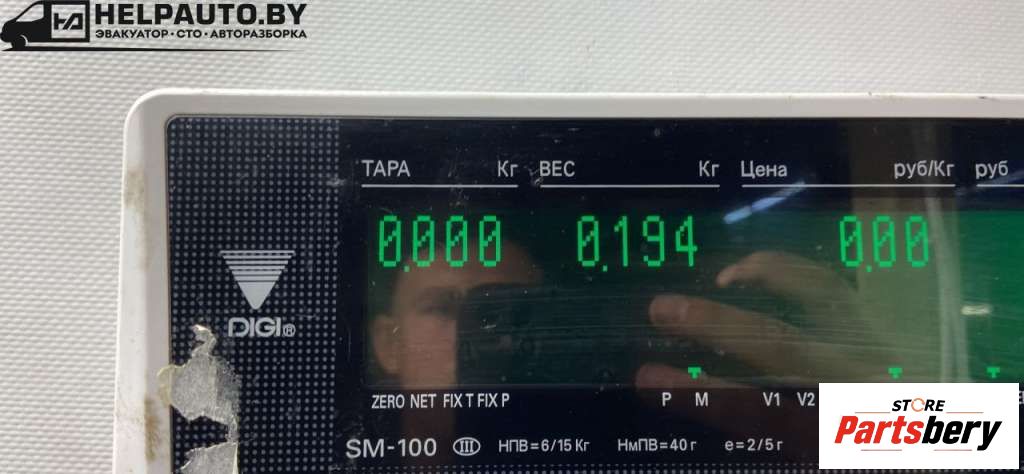 HELPAUTO.BY
ЭВАКУАТОР·СТО·АВТОРАЗБОРКА
ТАРА Кг ВЕС Кг Цена руб/Кг руб
0.000 0.194 0.00
DIGI®
ZERO NET FIX T FIX P P M V1 V2
SM-100 III НПВ=6/15 Кг НмПВ=40 г e=2/5 г
STORE
Partsbery